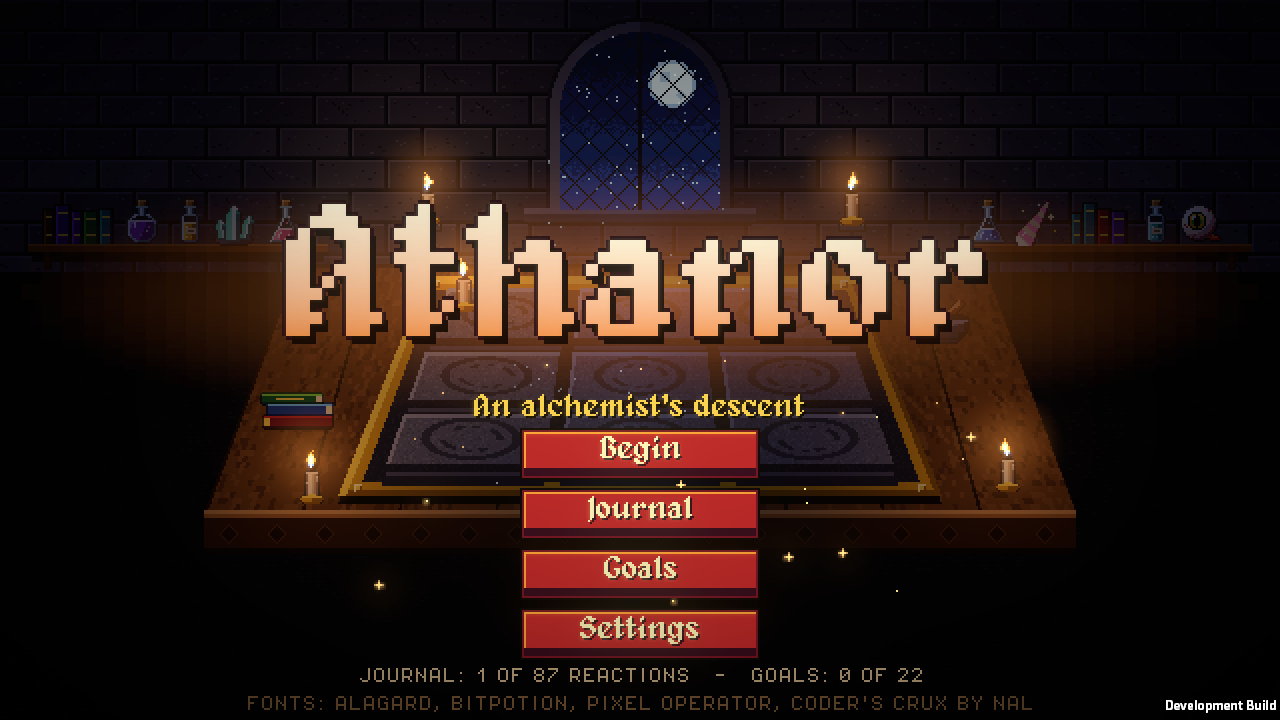 Athanor
An alchemist's descent
Begin
Journal
Goals
Settings
JOURNAL: 1 OF 87 REACTIONS - GOALS: 0 OF 22
FONTS: ALAGARD, BITPOTION, PIXEL OPERATOR, CODER'S CRUX BY NAL
Development Build